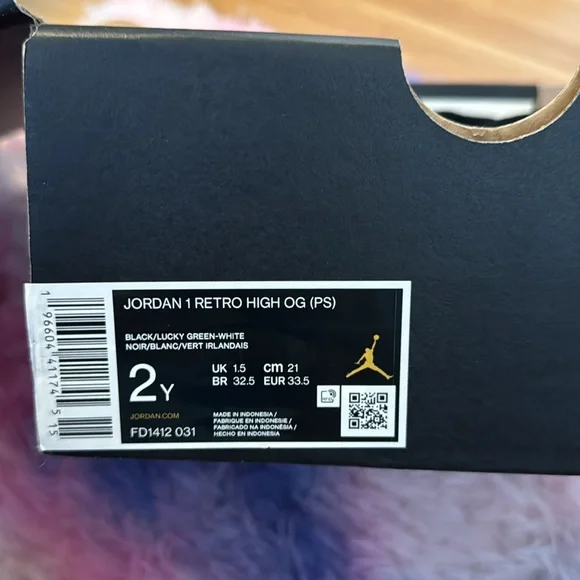 JORDAN 1 RETRO HIGH OG (PS)
BLACK/LUCKY GREEN-WHITE
NOIR/BLANC/VERT IRLANDAIS
2Y
UK 1.5 cm 21
BR 32.5 EUR 33.5
JORDAN.COM
FD1412 031
MADE IN INDONESIA /
FABRIQUE EN INDONESIE /
FABRICADO NA INDONÉSIA /
HECHO EN INDONESIA
1 96604 41174 5 15